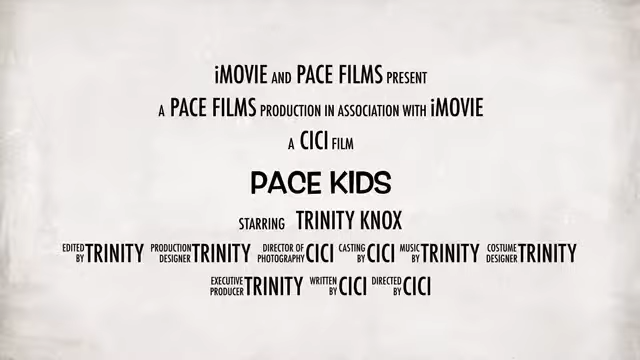 iMOVIE AND PACE FILMS PRESENT
A PACE FILMS PRODUCTION IN ASSOCIATION WITH iMOVIE
A CICI FILM
PACE KIDS
STARRING TRINITY KNOX
EDITED BY TRINITY PRODUCTION DESIGNER TRINITY DIRECTOR OF PHOTOGRAPHY CICI CASTING BY CICI MUSIC BY TRINITY COSTUME DESIGNER TRINITY
EXECUTIVE PRODUCER TRINITY WRITTEN BY CICI DIRECTED BY CICI